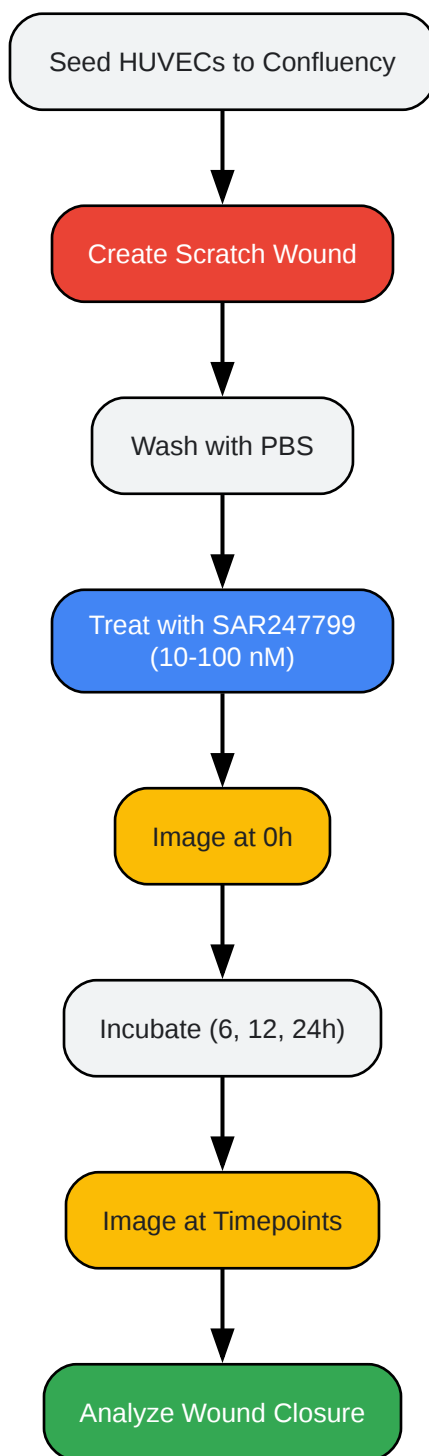 Seed HUVECs to Confluency
Create Scratch Wound
Wash with PBS
Treat with SAR247799
(10-100 nM)
Image at 0h
Incubate (6, 12, 24h)
Image at Timepoints
Analyze Wound Closure